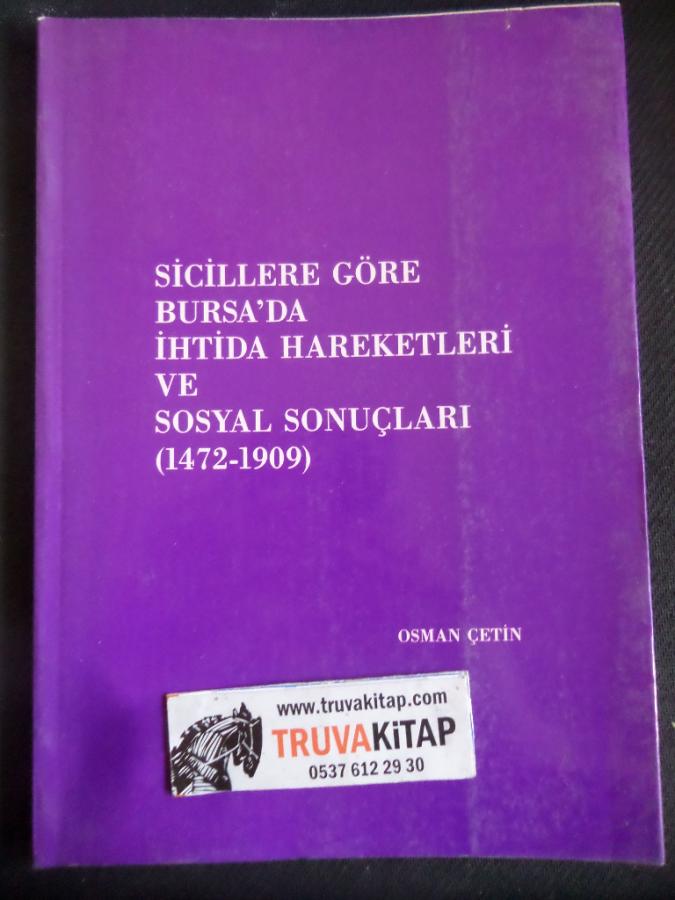 SİCİLLERE GÖRE
BURSA'DA
İHTİDA HAREKETLERİ
VE
SOSYAL SONUÇLARI
(1472-1909)
OSMAN ÇETİN
www.truvakitap.com
TRUVAKİTAP
0537 612 29 30